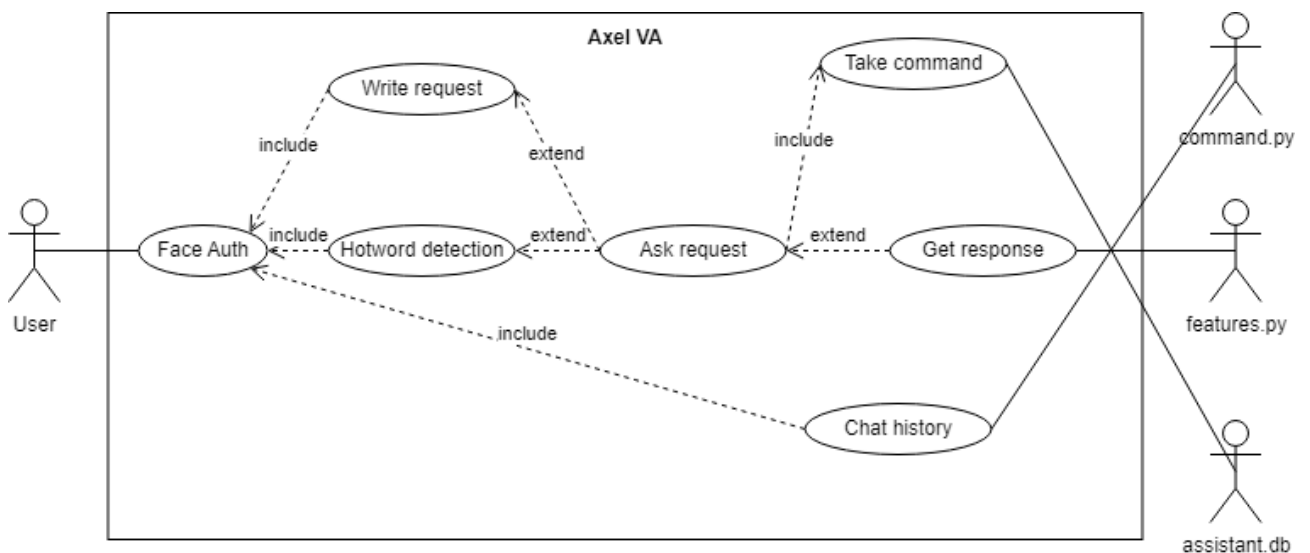 Axel VA
Take command
Write request
command.py
include
include
extend
Face Auth
include
Hotword detection
extend
Ask request
extend
Get response
User
features.py
include
Chat history
assistant.db